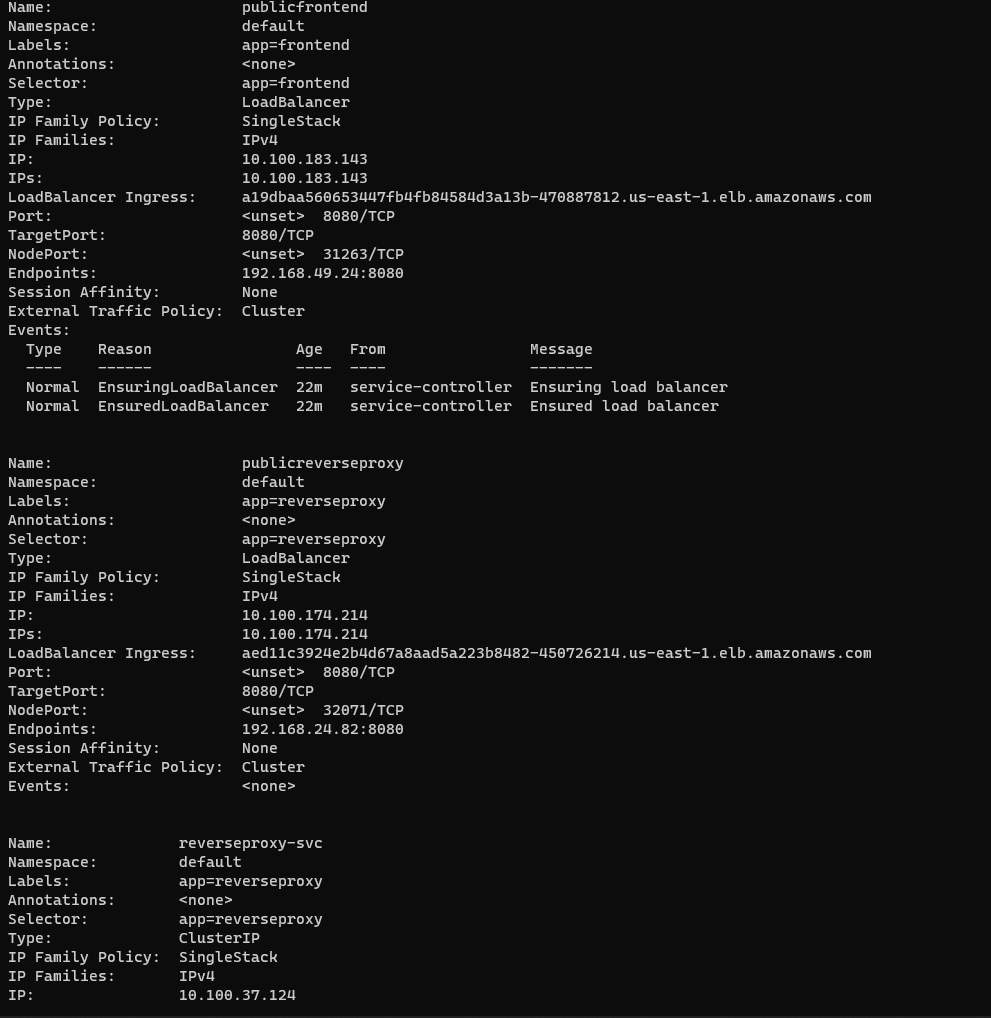 Name:                     publicfrontend
Namespace:                default
Labels:                   app=frontend
Annotations:              <none>
Selector:                 app=frontend
Type:                     LoadBalancer
IP Family Policy:         SingleStack
IP Families:              IPv4
IP:                       10.100.183.143
IPs:                      10.100.183.143
LoadBalancer Ingress:     a19dbaa560653447fb4fb84584d3a13b-470887812.us-east-1.elb.amazonaws.com
Port:                     <unset>  8080/TCP
TargetPort:               8080/TCP
NodePort:                 <unset>  31263/TCP
Endpoints:                192.168.49.24:8080
Session Affinity:         None
External Traffic Policy:  Cluster
Events:
  Type    Reason                Age   From                Message
  ----    ------                ----  ----                -------
  Normal  EnsuringLoadBalancer  22m   service-controller  Ensuring load balancer
  Normal  EnsuredLoadBalancer   22m   service-controller  Ensured load balancer
Name:                     publicreverseproxy
Namespace:                default
Labels:                   app=reverseproxy
Annotations:              <none>
Selector:                 app=reverseproxy
Type:                     LoadBalancer
IP Family Policy:         SingleStack
IP Families:              IPv4
IP:                       10.100.174.214
IPs:                      10.100.174.214
LoadBalancer Ingress:     aed11c3924e2b4d67a8aad5a223b8482-450726214.us-east-1.elb.amazonaws.com
Port:                     <unset>  8080/TCP
TargetPort:               8080/TCP
NodePort:                 <unset>  32071/TCP
Endpoints:                192.168.24.82:8080
Session Affinity:         None
External Traffic Policy:  Cluster
Events:                   <none>
Name:              reverseproxy-svc
Namespace:         default
Labels:            app=reverseproxy
Annotations:       <none>
Selector:          app=reverseproxy
Type:              ClusterIP
IP Family Policy:  SingleStack
IP Families:       IPv4
IP:                10.100.37.124